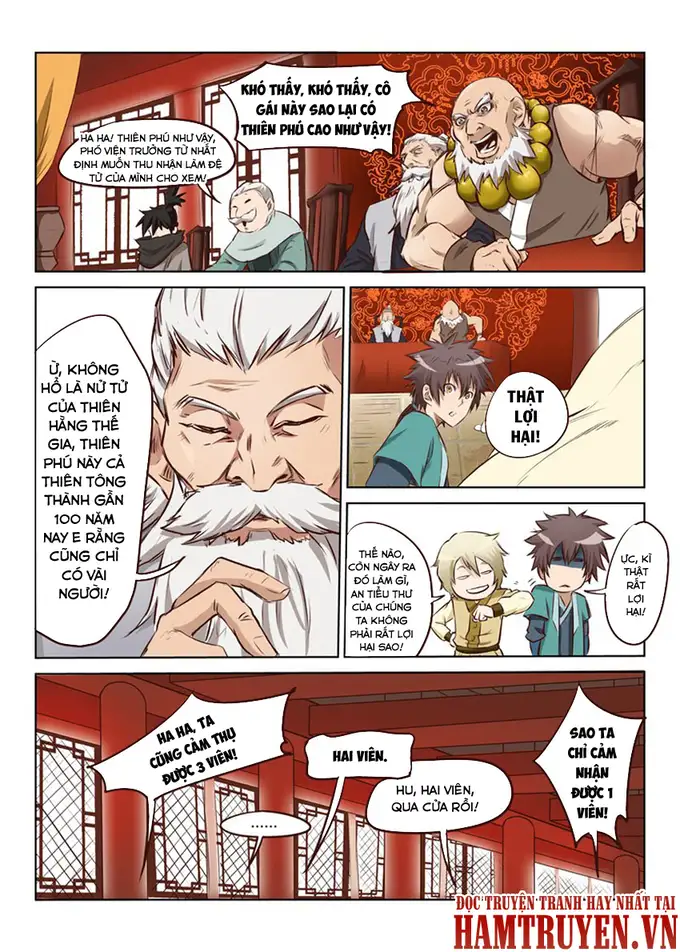 KHÓ THẤY, KHÓ THẤY, CÔ
GÁI NÀY SAO LẠI CÓ
THIÊN PHÚ CAO NHƯ VẬY!
HA HA! THIÊN PHÚ NHƯ VẬY,
PHÓ VIỆN TRƯỞNG TỪ NHẤT
ĐỊNH MUỐN THU NHẬN LÀM ĐỆ
TỬ CỦA MÌNH CHO XEM!
Ừ, KHÔNG
HỔ LÀ NỬ TỬ
CỦA THIÊN
HẰNG THẾ
GIA, THIÊN
PHÚ NÀY CẢ
THIÊN TÔNG
THÀNH GẦN
100 NĂM
NAY E RẰNG
CŨNG CHỈ
CÓ VÀI
NGƯỜI!
THẬT
LỢI
HẠI!
THẾ NÀO,
CÒN NGÂY RA
ĐÓ LÀM GÌ,
AN TIỂU THƯ
CỦA CHÚNG
TA KHÔNG
PHẢI RẤT LỢI
HẠI SAO!
ỰC, KÌ
THẬT
RẤT
LỢI
HẠI!
HA HA, TA
CŨNG CẢM THỤ
ĐƯỢC 3 VIÊN!
......
HAI VIÊN.
HU, HAI VIÊN,
QUA CỬA RỒI!
SAO TA
CHỈ CẢM
NHẬN
ĐƯỢC 1
VIÊN!
ĐỌC TRUYỆN TRANH HAY NHẤT TẠI
HAMTRUYEN.VN